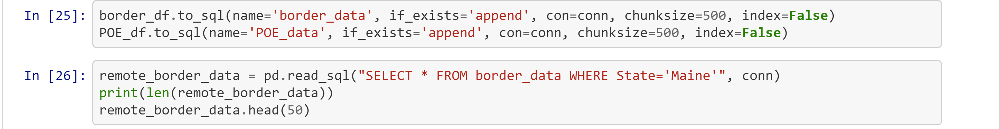 In [25]: border_df.to_sql(name='border_data', if_exists='append', con=conn, chunksize=500, index=False)
POE_df.to_sql(name='POE_data', if_exists='append', con=conn, chunksize=500, index=False)
In [26]: remote_border_data = pd.read_sql("SELECT * FROM border_data WHERE State='Maine'", conn)
print(len(remote_border_data))
remote_border_data.head(50)